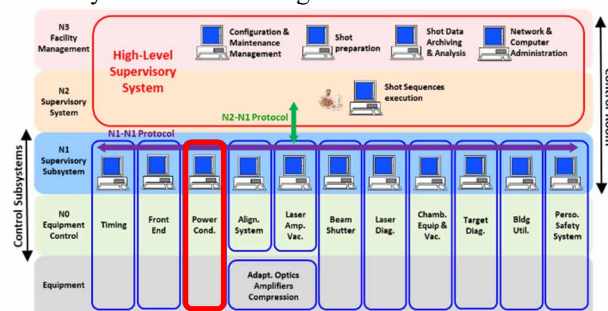 N3
Facility
Management
High-Level
Supervisory
System
Configuration &
Maintenance
Management
Shot
preparation
Shot Data
Archiving
& Analysis
Network &
Computer
Administration
N2
Supervisory
System
Shot Sequences
execution
N2-N1 Protocol
N1-N1 Protocol
N1
Supervisory
Subsystem
Control Subsystems
N0
Equipment
Control
Timing
Front
End
Power
Cond.
Align.
System
Laser
Amp.
Vac.
Beam
Shutter
Laser
Diag.
Chamb.
Equip &
Vac.
Target
Diag.
Bldg
Util.
Perso.
Safety
System
Equipment
Adapt. Optics
Amplifiers
Compression